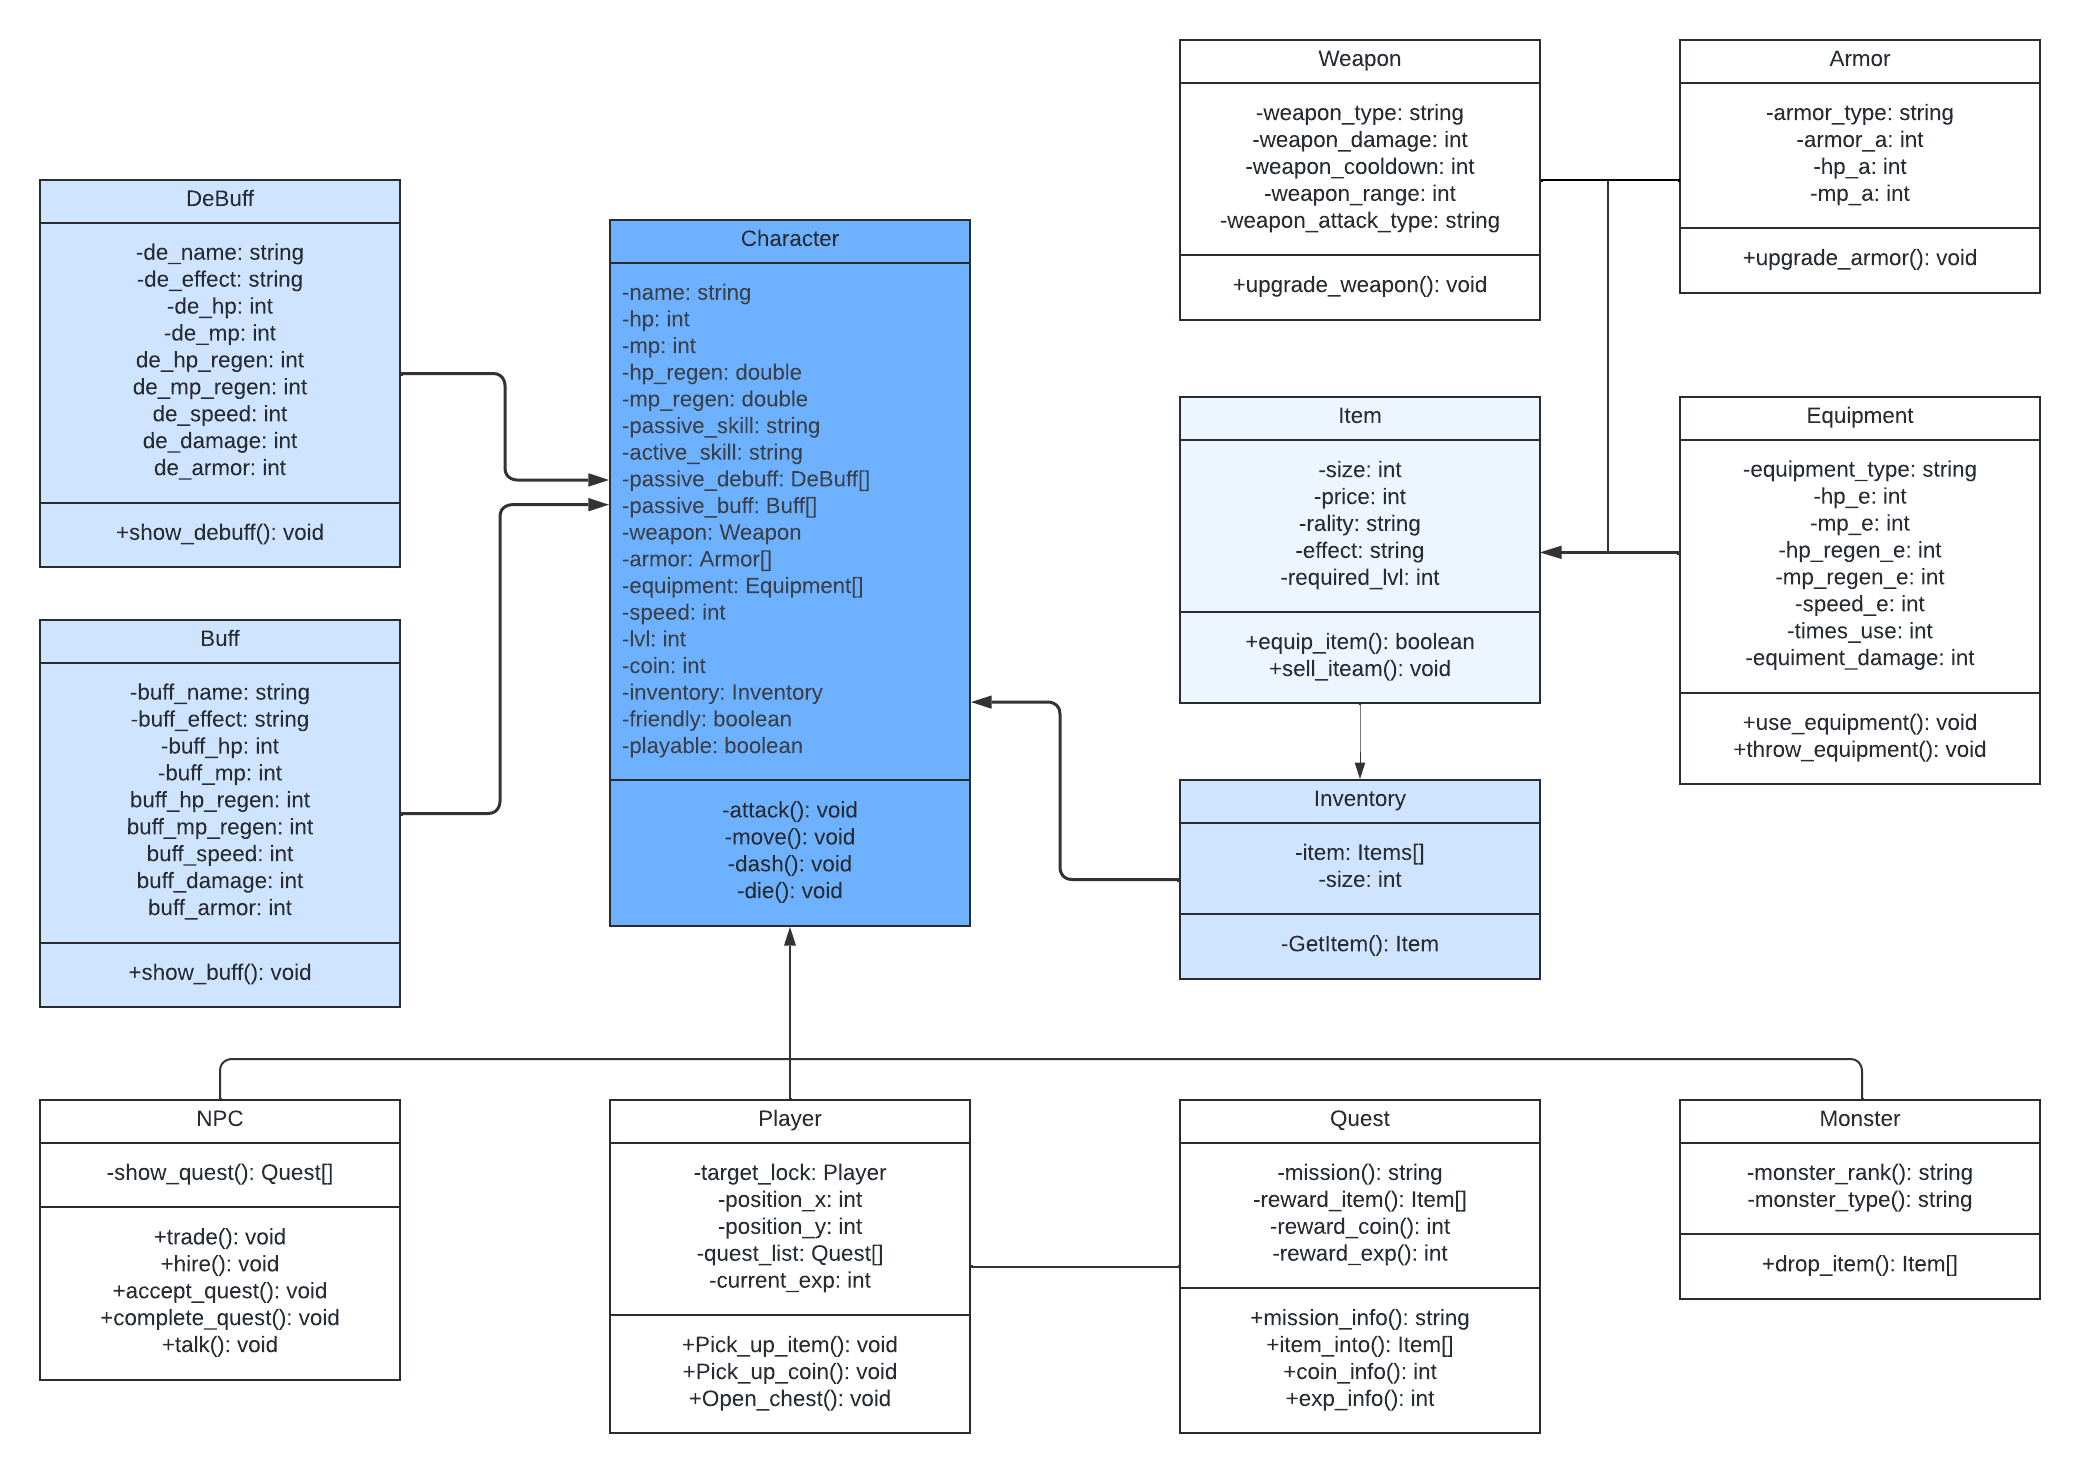 Weapon
-weapon_type: string
-weapon_damage: int
-weapon_cooldown: int
-weapon_range: int
-weapon_attack_type: string
+upgrade_weapon(): void
Armor
-armor_type: string
-armor_a: int
-hp_a: int
-mp_a: int
+upgrade_armor(): void
DeBuff
-de_name: string
-de_effect: string
-de_hp: int
-de_mp: int
de_hp_regen: int
de_mp_regen: int
de_speed: int
de_damage: int
de_armor: int
+show_debuff(): void
Character
-name: string
-hp: int
-mp: int
-hp_regen: double
-mp_regen: double
-passive_skill: string
-active_skill: string
-passive_debuff: DeBuff[]
-passive_buff: Buff[]
-weapon: Weapon
-armor: Armor[]
-equipment: Equipment[]
-speed: int
-lvl: int
-coin: int
-inventory: Inventory
-friendly: boolean
-playable: boolean
-attack(): void
-move(): void
-dash(): void
-die(): void
Item
-size: int
-price: int
-rality: string
-effect: string
-required_lvl: int
+equip_item(): boolean
+sell_iteam(): void
Equipment
-equipment_type: string
-hp_e: int
-mp_e: int
-hp_regen_e: int
-mp_regen_e: int
-speed_e: int
-times_use: int
-equiment_damage: int
+use_equipment(): void
+throw_equipment(): void
Buff
-buff_name: string
-buff_effect: string
-buff_hp: int
-buff_mp: int
buff_hp_regen: int
buff_mp_regen: int
buff_speed: int
buff_damage: int
buff_armor: int
+show_buff(): void
Inventory
-item: Items[]
-size: int
-GetItem(): Item
NPC
-show_quest(): Quest[]
+trade(): void
+hire(): void
+accept_quest(): void
+complete_quest(): void
+talk(): void
Player
-target_lock: Player
-position_x: int
-position_y: int
-quest_list: Quest[]
-current_exp: int
+Pick_up_item(): void
+Pick_up_coin(): void
+Open_chest(): void
Quest
-mission(): string
-reward_item(): Item[]
-reward_coin(): int
-reward_exp(): int
+mission_info(): string
+item_into(): Item[]
+coin_info(): int
+exp_info(): int
Monster
-monster_rank(): string
-monster_type(): string
+drop_item(): Item[]